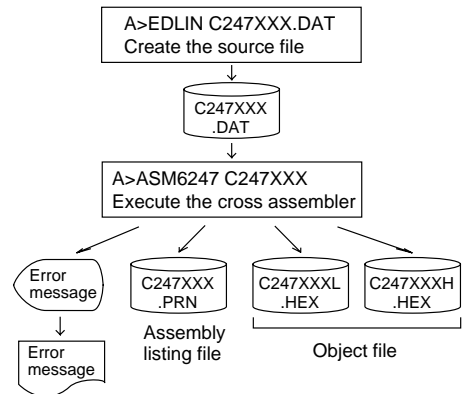 A>EDLIN C247XXX.DAT
Create the source file
C247XXX
.DAT
A>ASM6247 C247XXX
Execute the cross assembler
Error
message
C247XXX
.PRN
C247XXXL
.HEX
C247XXXH
.HEX
Assembly
listing file
Object file
Error
message